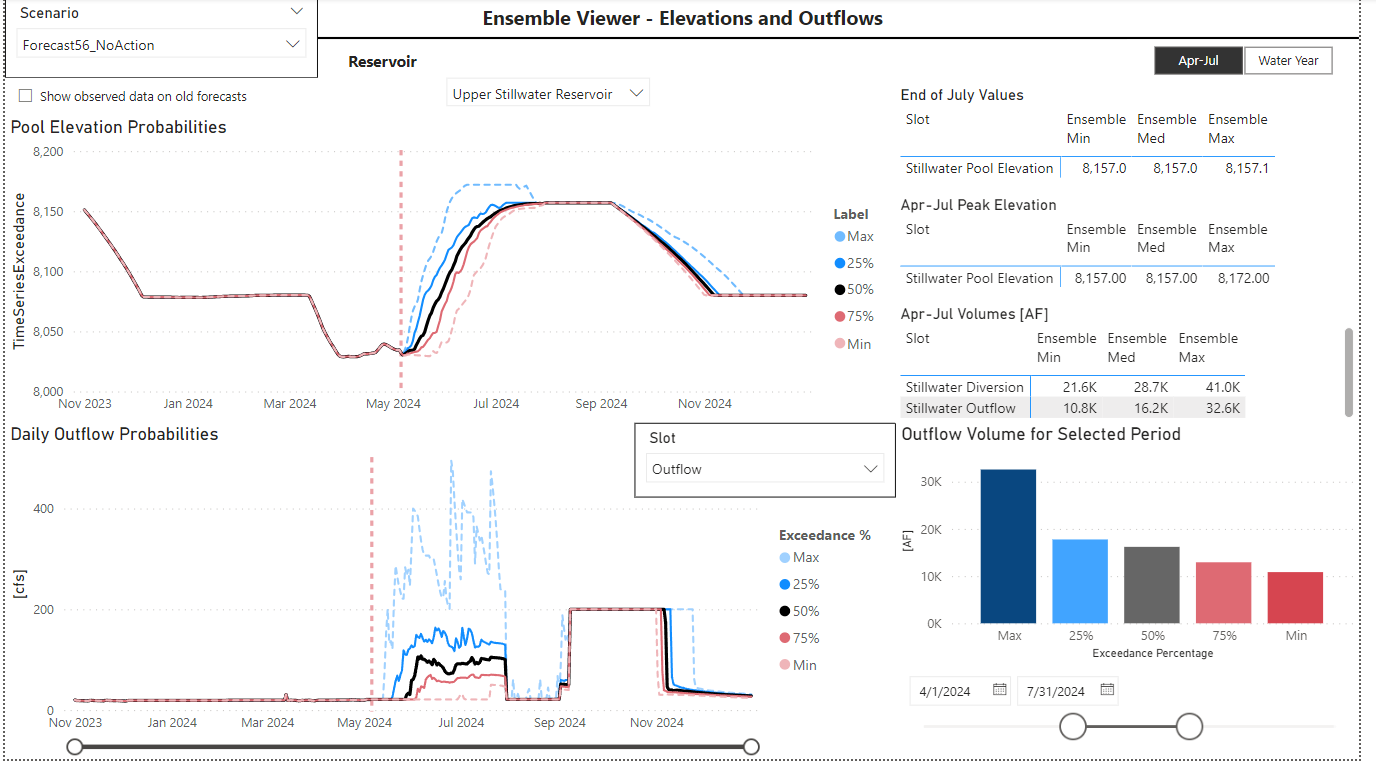 Scenario
Ensemble Viewer - Elevations and Outflows
Forecast56_NoAction
Reservoir
Apr-Jul
Water Year
Show observed data on old forecasts
Upper Stillwater Reservoir
Pool Elevation Probabilities
TimeSeriesExceedance
8,200
8,150
8,100
8,050
8,000
Nov 2023 Jan 2024 Mar 2024 May 2024 Jul 2024 Sep 2024 Nov 2024
Label
Max
25%
50%
75%
Min
End of July Values
Slot Ensemble Min Ensemble Med Ensemble Max
Stillwater Pool Elevation 8,157.0 8,157.0 8,157.1
Apr-Jul Peak Elevation
Slot Ensemble Min Ensemble Med Ensemble Max
Stillwater Pool Elevation 8,157.00 8,157.00 8,172.00
Apr-Jul Volumes [AF]
Slot Ensemble Min Ensemble Med Ensemble Max
Stillwater Diversion 21.6K 28.7K 41.0K
Stillwater Outflow 10.8K 16.2K 32.6K
Daily Outflow Probabilities
Slot
Outflow
[cfs]
400
200
0
Nov 2023 Jan 2024 Mar 2024 May 2024 Jul 2024 Sep 2024 Nov 2024
Exceedance %
Max
25%
50%
75%
Min
Outflow Volume for Selected Period
[AF]
30K
20K
10K
0K
Max 25% 50% 75% Min
Exceedance Percentage
4/1/2024 7/31/2024